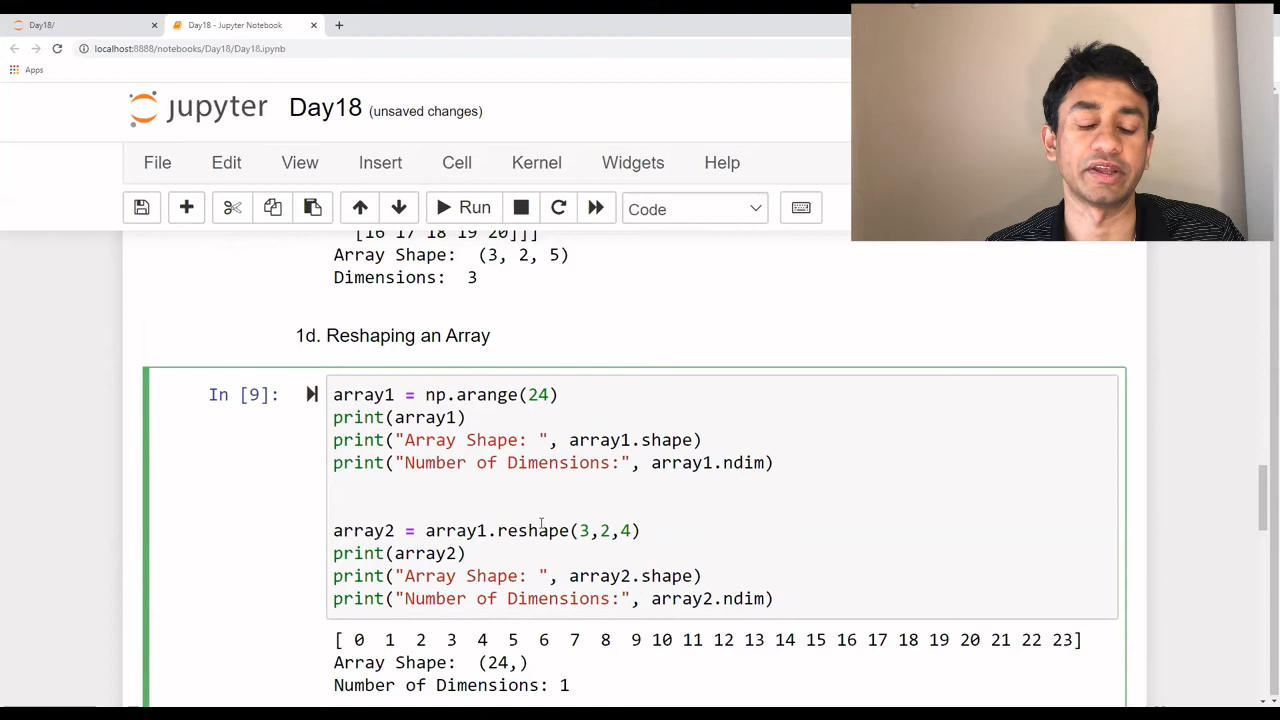 Day18/
Day18 - Jupyter Notebook
localhost:8888/notebooks/Day18/Day18.ipynb
Apps
jupyter Day18 (unsaved changes)
File Edit View Insert Cell Kernel Widgets Help
Run Code
[16 17 18 19 20]]]
Array Shape:  (3, 2, 5)
Dimensions:  3
1d. Reshaping an Array
In [9]:
array1 = np.arange(24)
print(array1)
print("Array Shape: ", array1.shape)
print("Number of Dimensions:", array1.ndim)
array2 = array1.reshape(3,2,4)
print(array2)
print("Array Shape: ", array2.shape)
print("Number of Dimensions:", array2.ndim)
[ 0  1  2  3  4  5  6  7  8  9 10 11 12 13 14 15 16 17 18 19 20 21 22 23]
Array Shape:  (24,)
Number of Dimensions: 1